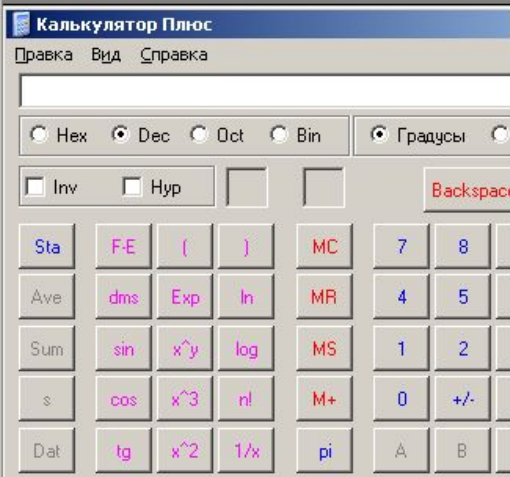 Калькулятор Плюс
Правка Вид Справка
Hex Dec Oct Bin Градусы
Inv Hyp Backspace
Sta F-E ( ) MC 7 8
Ave dms Exp ln MR 4 5
Sum sin x^y log MS 1 2
s cos x^3 n! M+ 0 +/-
Dat tg x^2 1/x pi A B